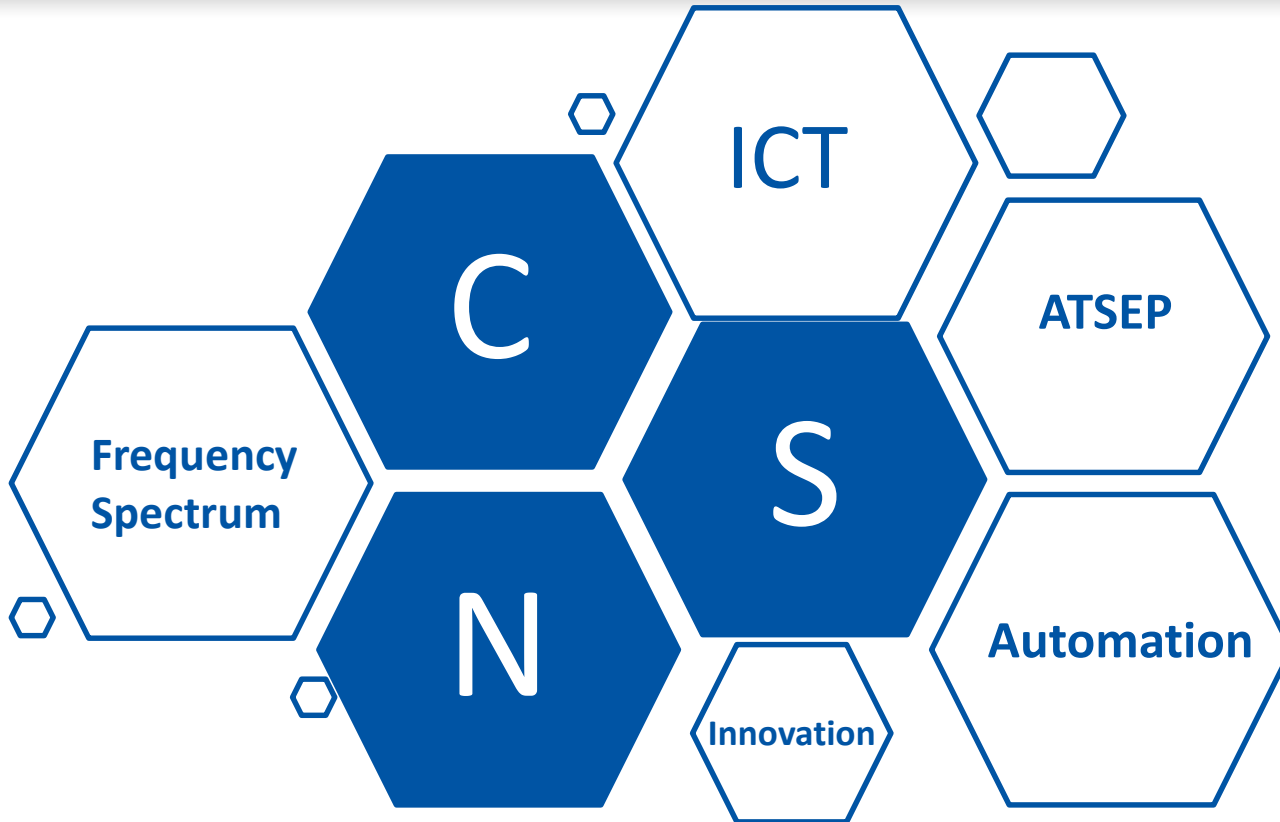 ICT
C
ATSEP
Frequency
Spectrum
S
N
Automation
Innovation